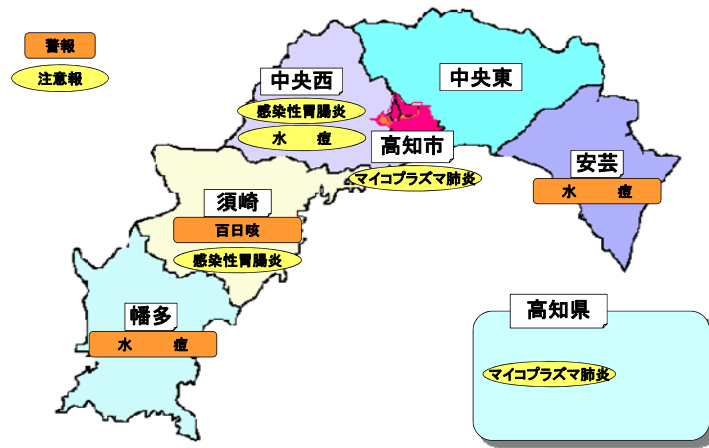 警報
注意報
中央西
感染性胃腸炎
水 痘
中央東
高知市
マイコプラズマ肺炎
安芸
水 痘
須崎
百日咳
感染性胃腸炎
幡多
水 痘
高知県
マイコプラズマ肺炎